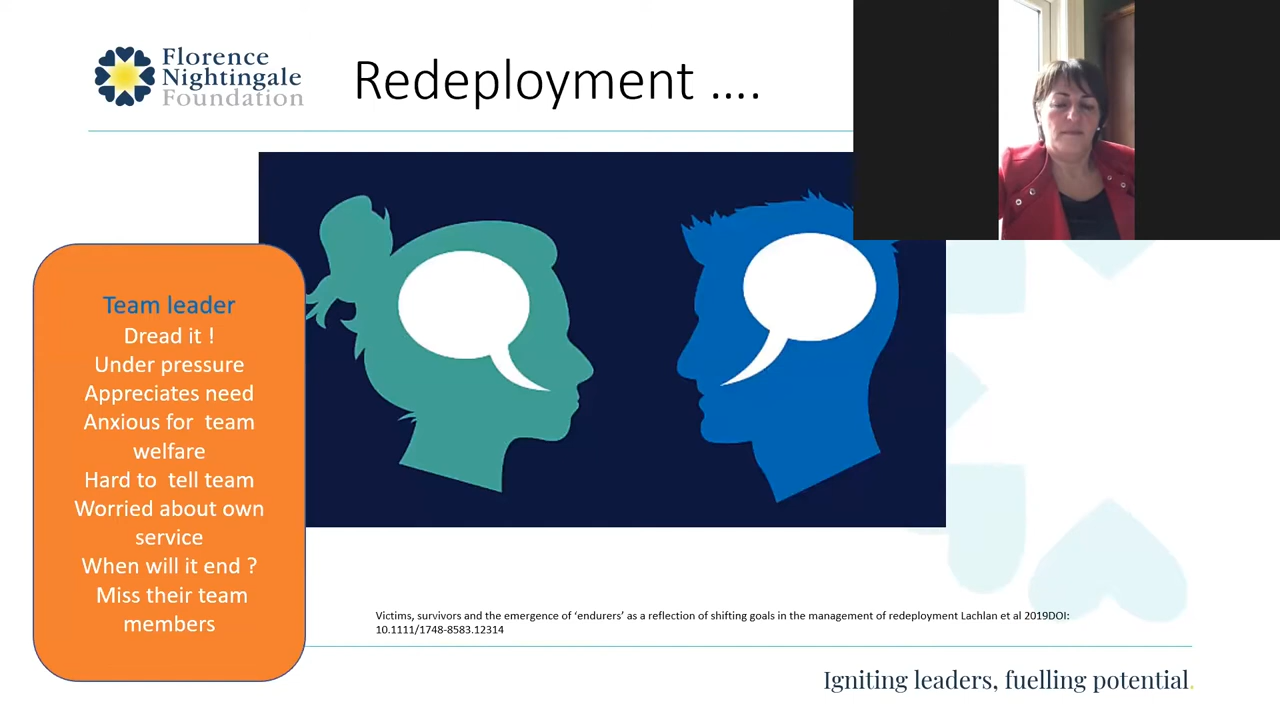 Florence
Nightingale
Foundation
Redeployment ....
Team leader
Dread it !
Under pressure
Appreciates need
Anxious for  team
welfare
Hard to  tell team
Worried about own
service
When will it end ?
Miss their team
members
Victims, survivors and the emergence of ‘endurers’ as a reflection of shifting goals in the management of redeployment Lachlan et al 2019DOI:
10.1111/1748-8583.12314
Igniting leaders, fuelling potential.